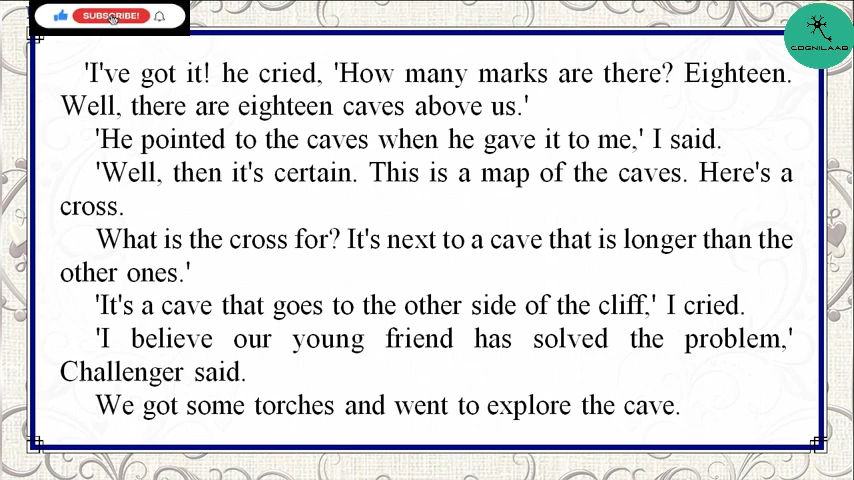 SUBSCRIBE!
COGNILAAB
'I've got it! he cried, 'How many marks are there? Eighteen.
Well, there are eighteen caves above us.'
'He pointed to the caves when he gave it to me,' I said.
'Well, then it's certain. This is a map of the caves. Here's a
cross.
What is the cross for? It's next to a cave that is longer than the
other ones.'
'It's a cave that goes to the other side of the cliff,' I cried.
'I believe our young friend has solved the problem,'
Challenger said.
We got some torches and went to explore the cave.